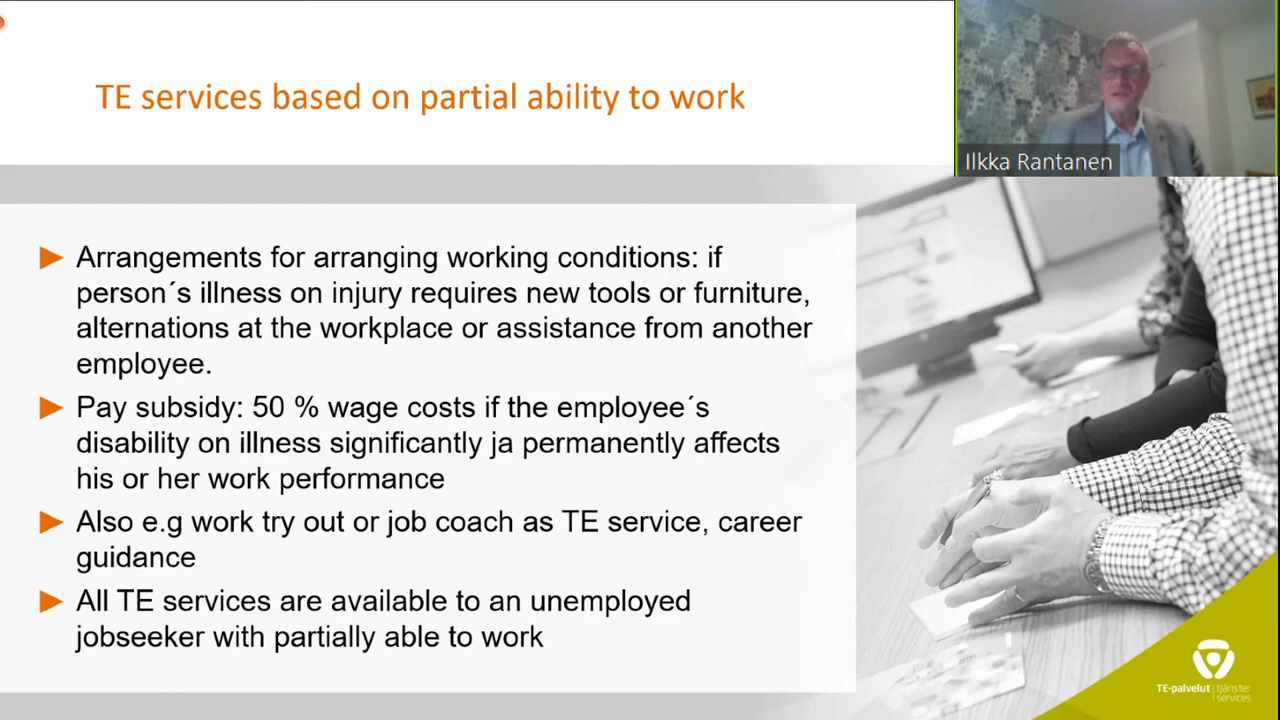 TE services based on partial ability to work
Ilkka Rantanen
Arrangements for arranging working conditions: if
person´s illness on injury requires new tools or furniture,
alternations at the workplace or assistance from another
employee.
Pay subsidy: 50 % wage costs if the employee´s
disability on illness significantly ja permanently affects
his or her work performance
Also e.g work try out or job coach as TE service, career
guidance
All TE services are available to an unemployed
jobseeker with partially able to work
TE-palvelut | tjänster
services